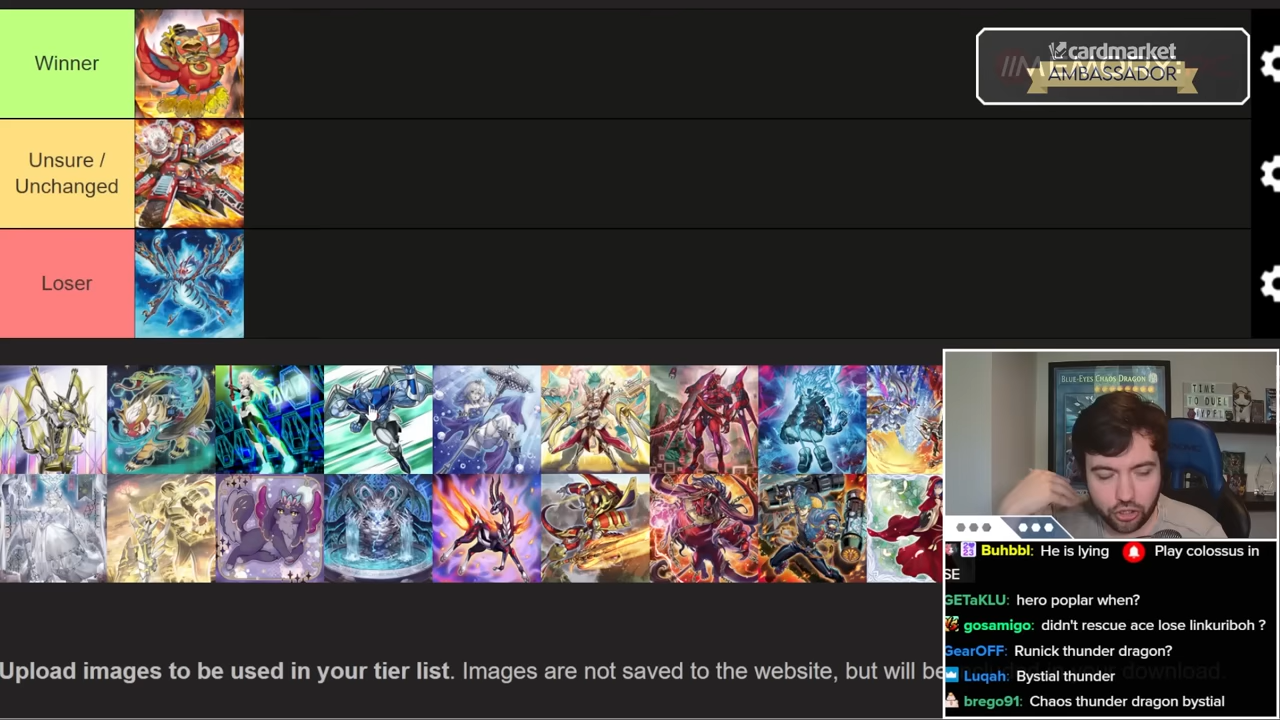 Winner
Unsure /
Unchanged
Loser
cardmarket
AMBASSADOR
BLUE-EYES CHAOS DRAGON
TIME
TO DUEL
Upload images to be used in your tier list. Images are not saved to the website, but will be
download.
Buhbbl: He is lying Play colossus in
SE
GETaKLU: hero poplar when?
gosamigo: didn't rescue ace lose linkuriboh ?
GearOFF: Runick thunder dragon?
Luqah: Bystial thunder
brego91: Chaos thunder dragon bystial